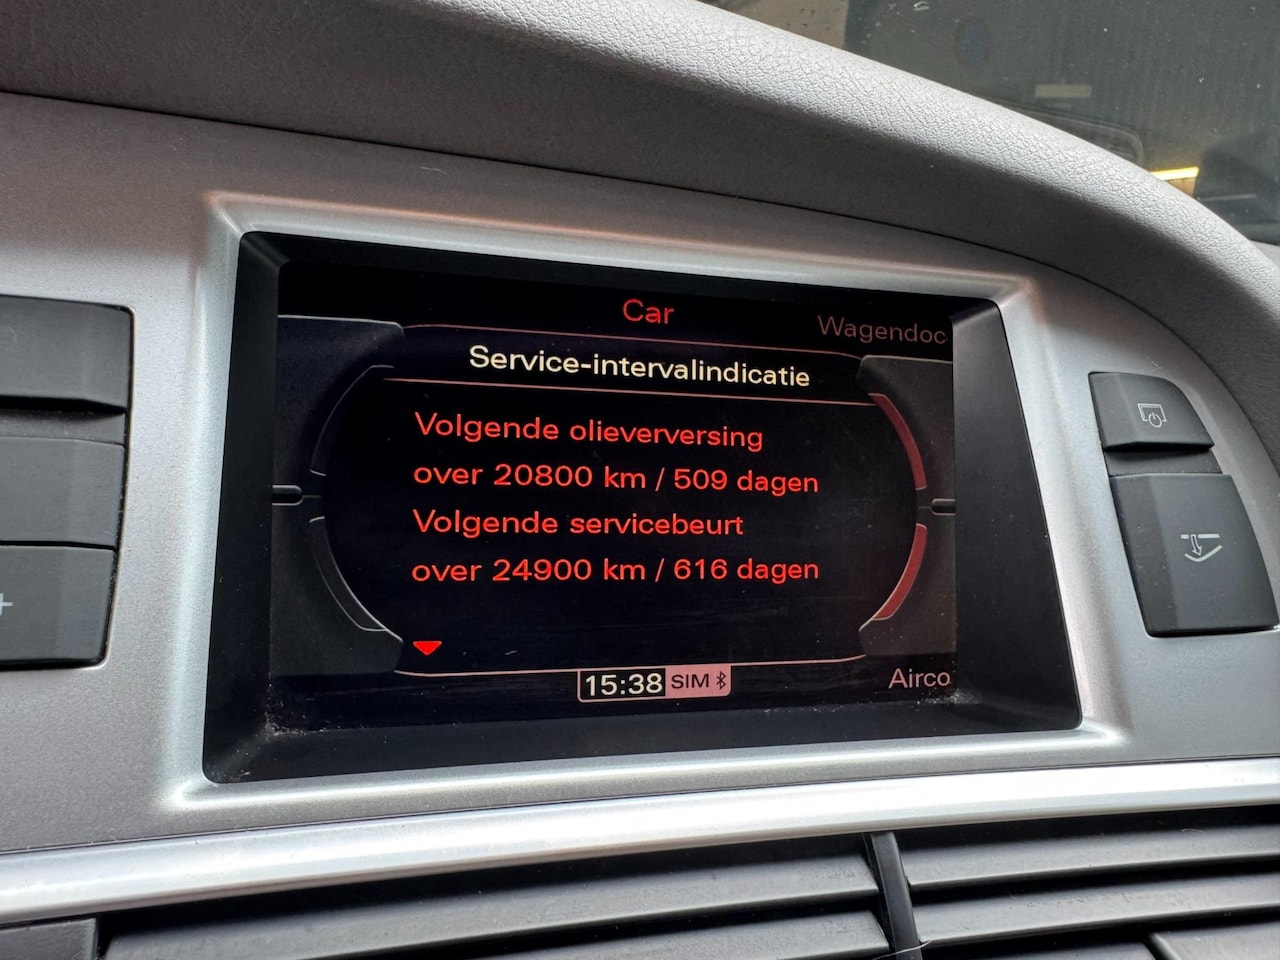 Car
Wagendoc
Service-intervalindicatie
Volgende olieverversing
over 20800 km / 509 dagen
Volgende servicebeurt
over 24900 km / 616 dagen
15:38 SIM
Airco
+